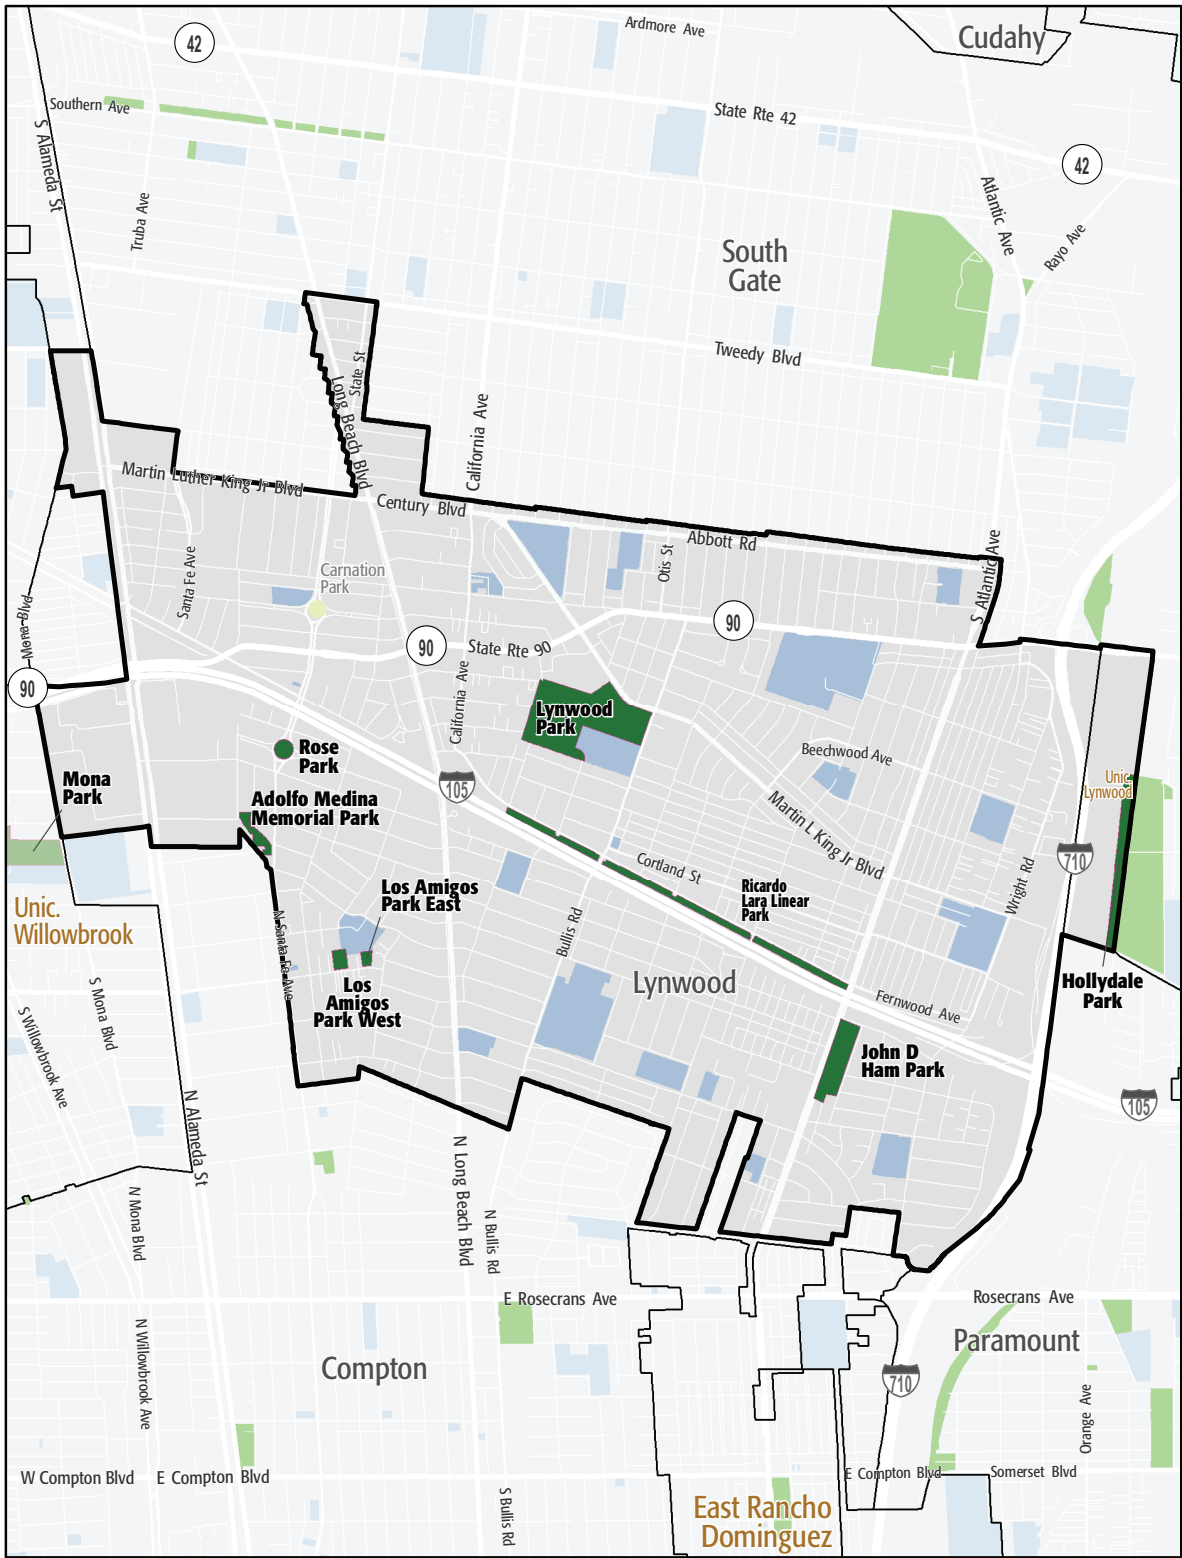 Ardmore Ave
Cudahy
42
Southern Ave
State Rte 42
S Alameda St
42
Truba Ave
Atlantic Ave
Rayo Ave
South
Gate
Tweedy Blvd
State St
Long Beach Blvd
California Ave
Martin Luther King Jr Blvd
Century Blvd
Abbott Rd
Otis St
S Atlantic Ave
Santa Fe Ave
Carnation
Park
N Mona Blvd
90
90
State Rte 90
90
California Ave
Lynwood
Park
Rose
Park
Beechwood Ave
Mona
Park
105
Unic.
Lynwood
Adolfo Medina
Memorial Park
Martin L King Jr Blvd
710
Cortland St
Wright Rd
Los Amigos
Park East
Ricardo
Lara Linear
Park
Unic.
Willowbrook
Bullis Rd
N Santa Fe Ave
Lynwood
Los
Amigos
Park West
Hollydale
Park
S Mona Blvd
S Willowbrook Ave
Fernwood Ave
John D
Ham Park
105
N Alameda St
N Long Beach Blvd
N Mona Blvd
N Bullis Rd
E Rosecrans Ave
Rosecrans Ave
N Willowbrook Ave
Compton
Paramount
710
Orange Ave
W Compton Blvd
E Compton Blvd
E Compton Blvd
Somerset Blvd
S Bullis Rd
East Rancho
Dominguez